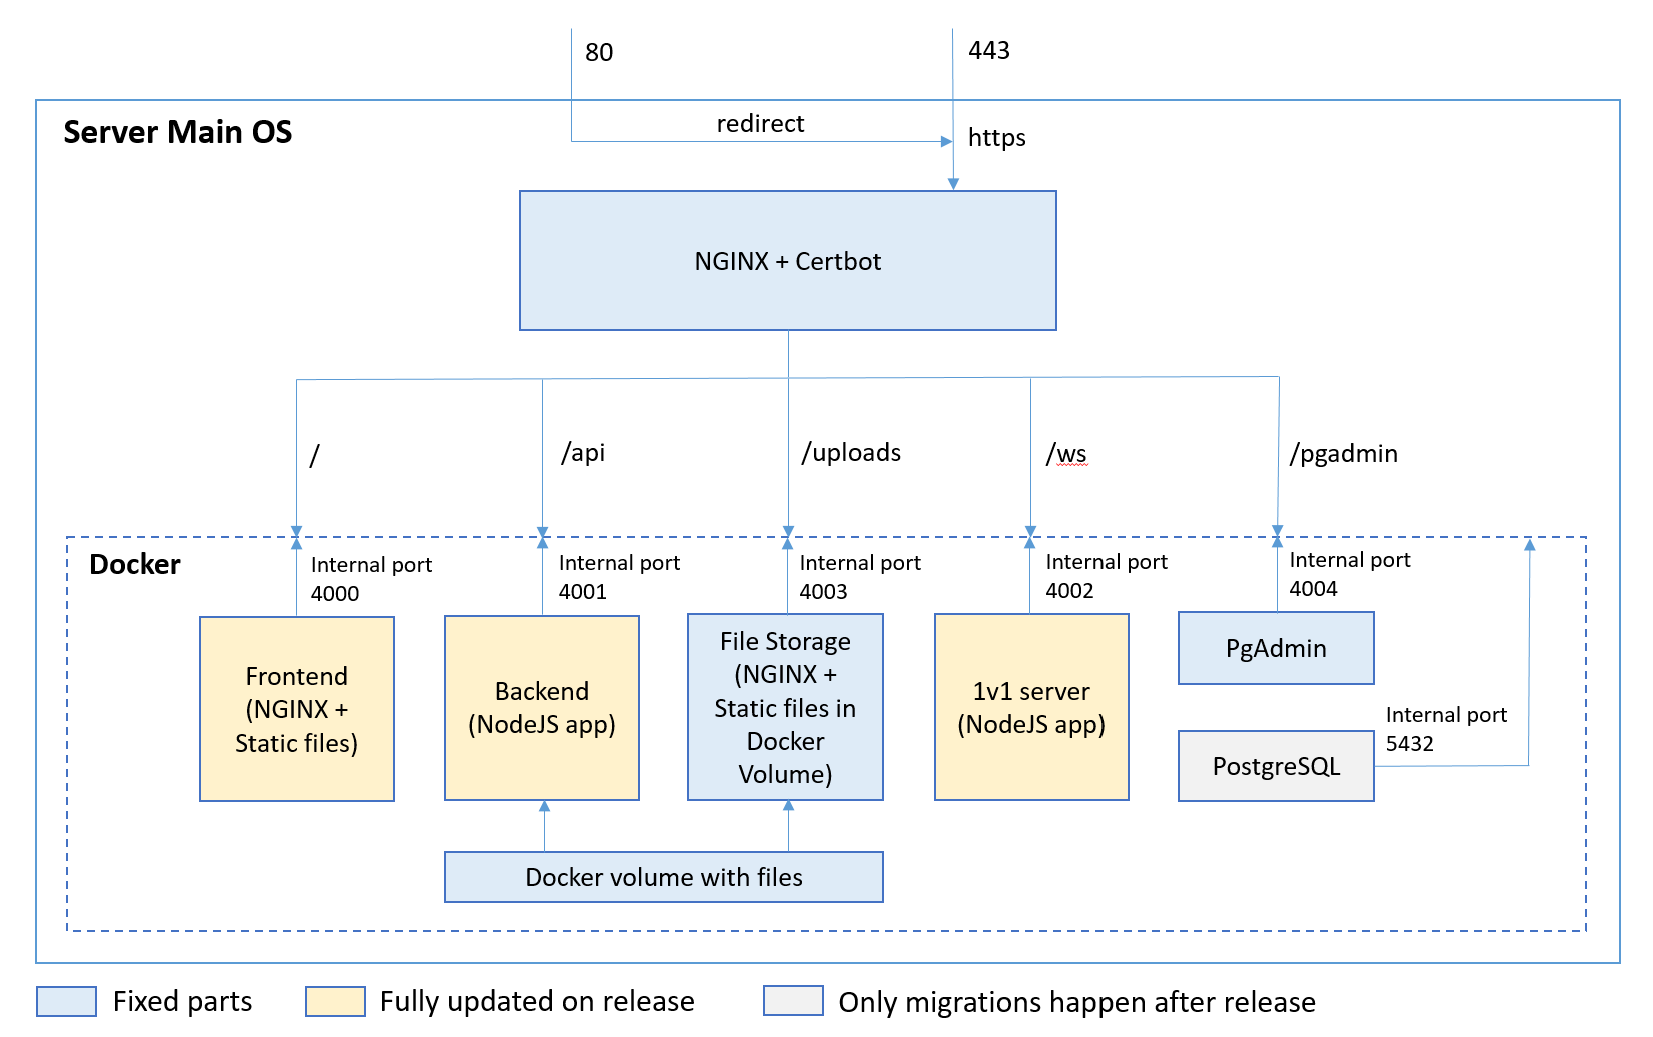 80
443
Server Main OS
redirect
https
NGINX + Certbot
/
/api
/uploads
/ws
/pgadmin
Docker
Internal port
4000
Internal port
4001
Internal port
4003
Internal port
4002
Internal port
4004
Frontend
(NGINX +
Static files)
Backend
(NodeJS app)
File Storage
(NGINX +
Static files in
Docker
Volume)
1v1 server
(NodeJS app)
PgAdmin
PostgreSQL
Internal port
5432
Docker volume with files
Fixed parts
Fully updated on release
Only migrations happen after release